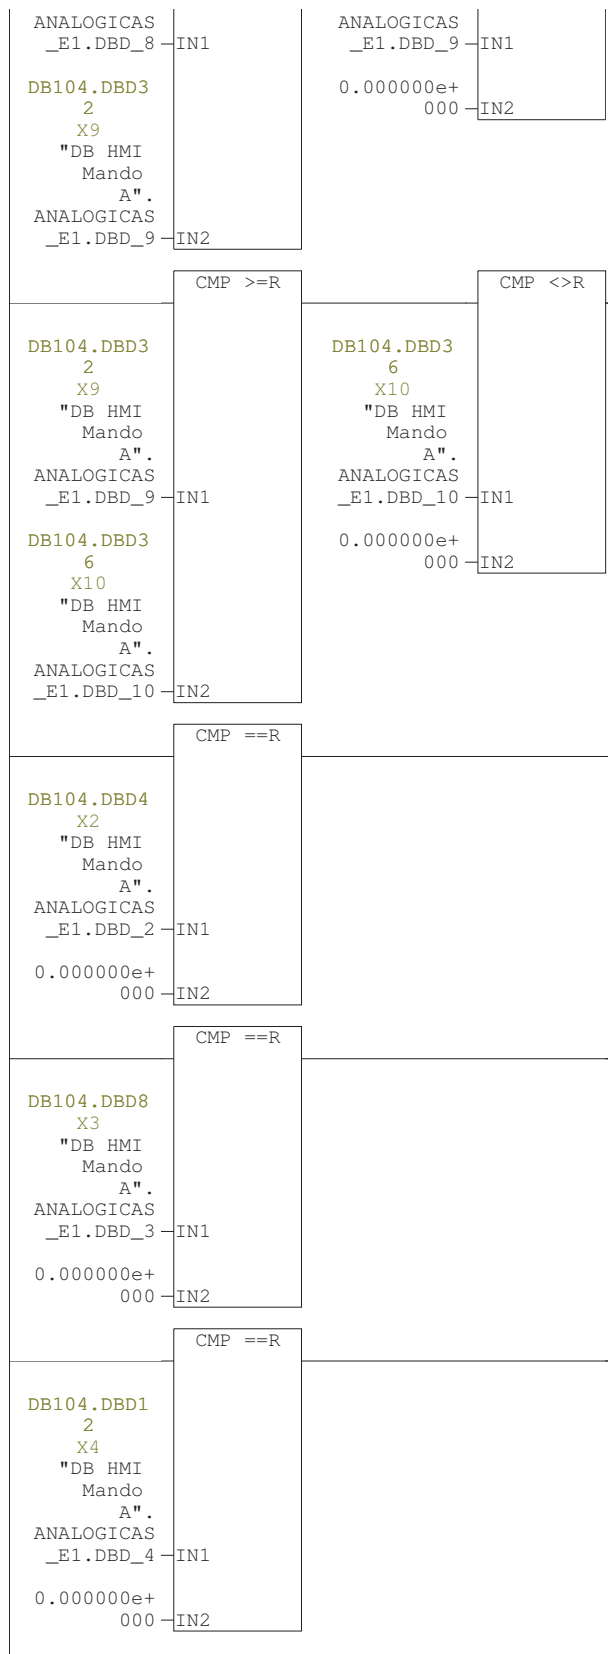 ANALOGICAS
_E1.DBD_8 IN1
DB104.DBD3
2
X9
"DB HMI
Mando
A".
ANALOGICAS
_E1.DBD_9 IN2
ANALOGICAS
_E1.DBD_9 IN1
0.000000e+
000 IN2
CMP >=R
DB104.DBD3
2
X9
"DB HMI
Mando
A".
ANALOGICAS
_E1.DBD_9 IN1
DB104.DBD3
6
X10
"DB HMI
Mando
A".
ANALOGICAS
_E1.DBD_10 IN2
CMP <>R
DB104.DBD3
6
X10
"DB HMI
Mando
A".
ANALOGICAS
_E1.DBD_10 IN1
0.000000e+
000 IN2
CMP ==R
DB104.DBD4
X2
"DB HMI
Mando
A".
ANALOGICAS
_E1.DBD_2 IN1
0.000000e+
000 IN2
CMP ==R
DB104.DBD8
X3
"DB HMI
Mando
A".
ANALOGICAS
_E1.DBD_3 IN1
0.000000e+
000 IN2
CMP ==R
DB104.DBD1
2
X4
"DB HMI
Mando
A".
ANALOGICAS
_E1.DBD_4 IN1
0.000000e+
000 IN2